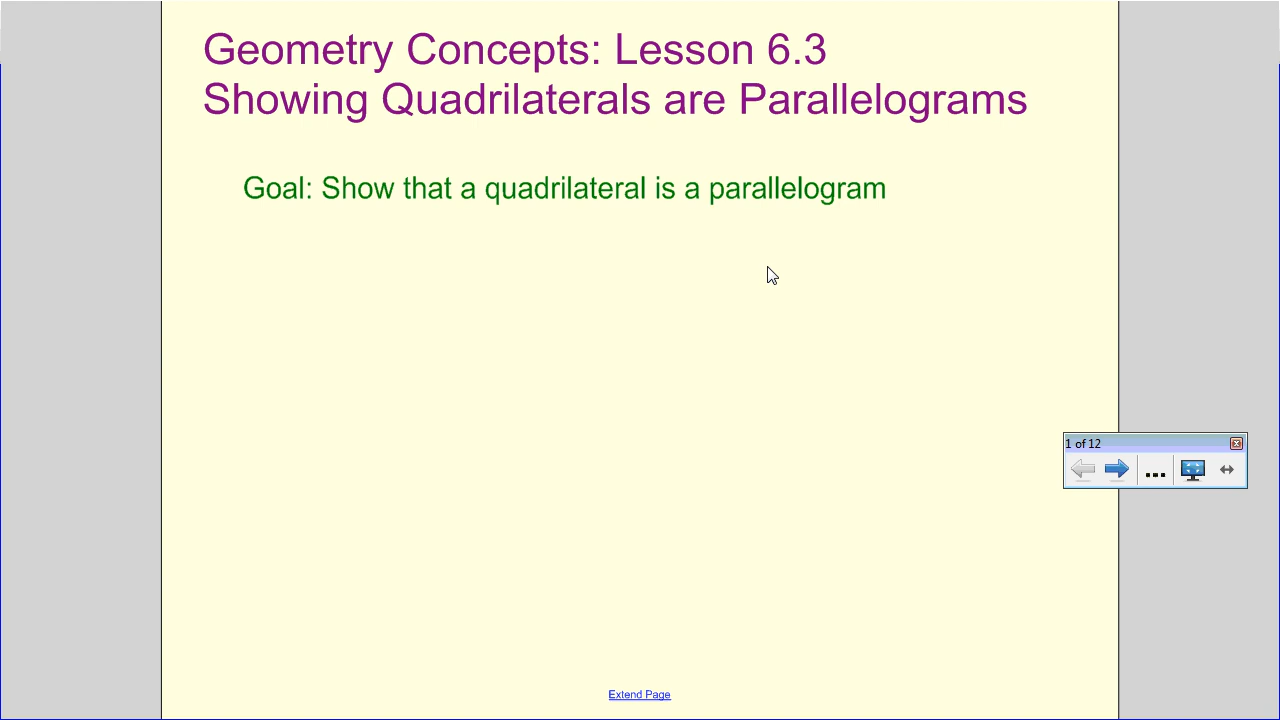 Geometry Concepts: Lesson 6.3
Showing Quadrilaterals are Parallelograms
Goal: Show that a quadrilateral is a parallelogram
1 of 12
...
Extend Page